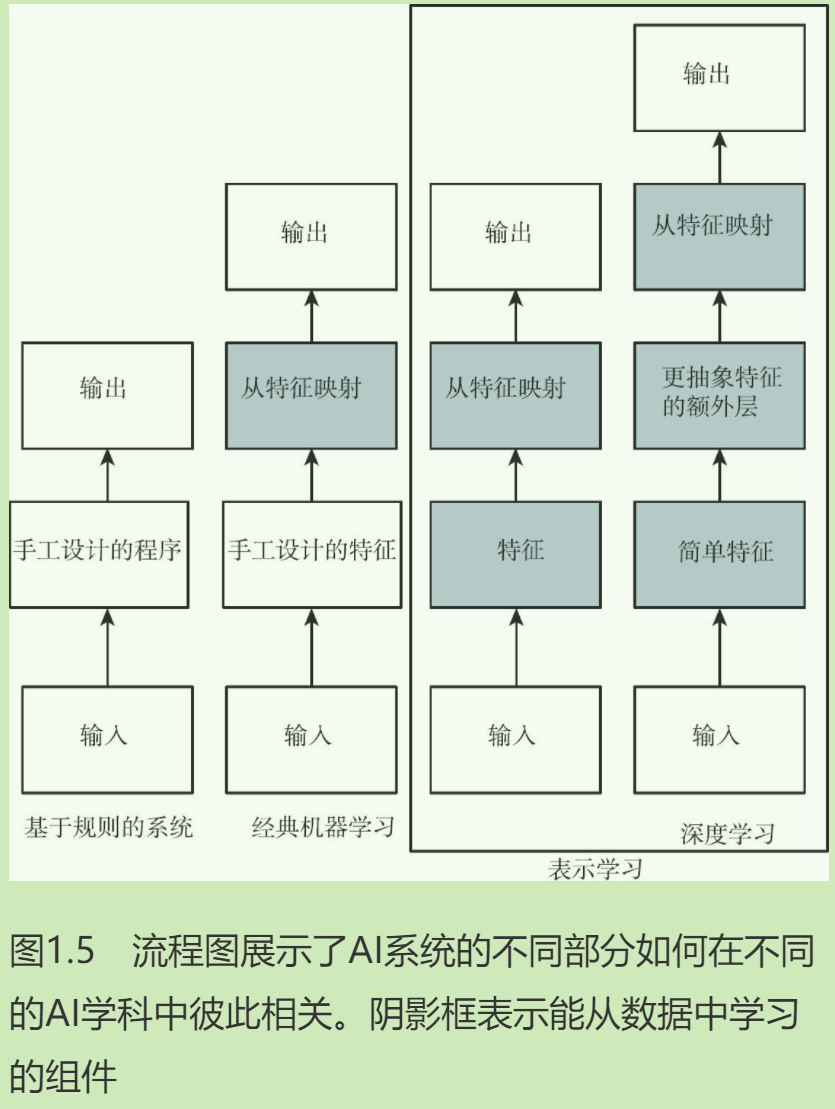 输出
输出
输出
从特征映射
输出
从特征映射
从特征映射
更抽象特征
的额外层
手工设计的程序
手工设计的特征
特征
简单特征
输入
输入
输入
输入
基于规则的系统
经典机器学习
深度学习
表示学习
图1.5 流程图展示了AI系统的不同部分如何在不同
的AI学科中彼此相关。阴影框表示能从数据中学习
的组件